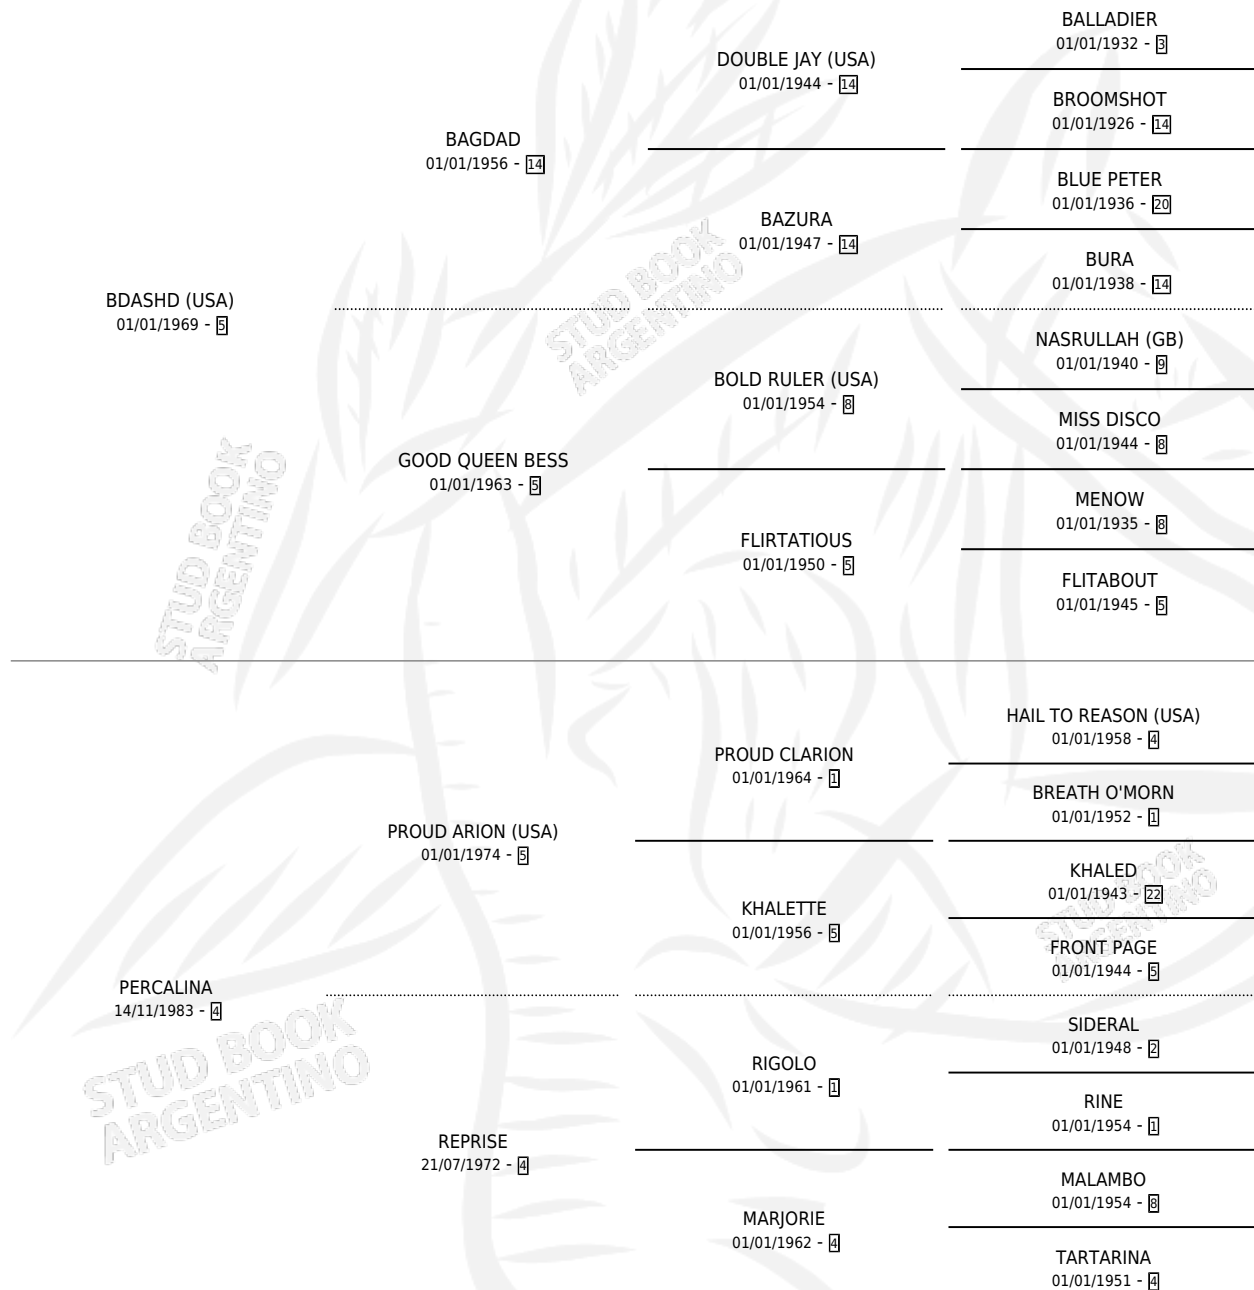 BALLADIER
01/01/1932 - 3
DOUBLE JAY (USA)
01/01/1944 - 14
BROOMSHOT
01/01/1926 - 14
BAGDAD
01/01/1956 - 14
BLUE PETER
01/01/1936 - 20
BAZURA
01/01/1947 - 14
BURA
01/01/1938 - 14
BDASHD (USA)
01/01/1969 - 5
STUD BOOK
ARGENTINO
NASRULLAH (GB)
01/01/1940 - 9
BOLD RULER (USA)
01/01/1954 - 8
MISS DISCO
01/01/1944 - 8
GOOD QUEEN BESS
01/01/1963 - 5
MENOW
01/01/1935 - 8
FLIRTATIOUS
01/01/1950 - 5
FLITABOUT
01/01/1945 - 5
STUD BOOK
ARGENTINO
HAIL TO REASON (USA)
01/01/1958 - 4
PROUD CLARION
01/01/1964 - 1
BREATH O'MORN
01/01/1952 - 1
PROUD ARION (USA)
01/01/1974 - 5
KHALED
01/01/1943 - 22
KHALETTE
01/01/1956 - 5
STUD BOOK
ARGENTINO
FRONT PAGE
01/01/1944 - 5
PERCALINA
14/11/1983 - 4
SIDERAL
01/01/1948 - 2
RIGOLO
01/01/1961 - 1
STUD BOOK
ARGENTINO
RINE
01/01/1954 - 1
REPRISE
21/07/1972 - 4
MALAMBO
01/01/1954 - 8
MARJORIE
01/01/1962 - 4
TARTARINA
01/01/1951 - 4